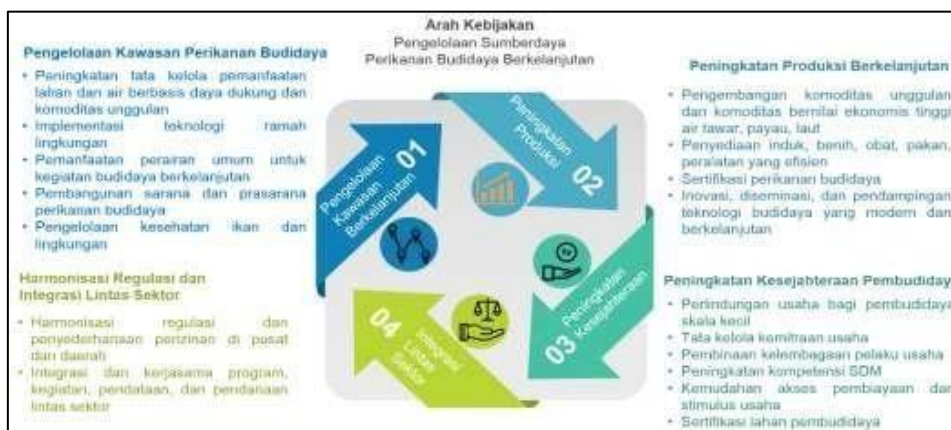 Arah Kebijakan
Pengelolaan Sumberdaya
Perikanan Budidaya Berkelanjutan
Pengelolaan Kawasan Perikanan Budidaya
• Peningkatan tata kelola pemanfaatan
lahan dan air berbasis daya dukung dan
komoditas unggulan
• Implementasi teknologi ramah
lingkungan
• Pemanfaatan perairan umum untuk
kegiatan budidaya berkelanjutan
• Pembangunan sarana dan prasarana
perikanan budidaya
• Pengelolaan kesehatan ikan dan
lingkungan
01
Pengelolaan
Kawasan
Berkelanjutan
Peningkatan
Produksi
02
Peningkatan Produksi Berkelanjutan
• Pengembangan komoditas unggulan
dan komoditas bernilai ekonomis tinggi
air tawar, payau, laut
• Penyediaan induk, benih, obat, pakan,
peralatan yang efisien
• Sertifikasi perikanan budidaya
• Inovasi, diseminasi, dan pendampingan
teknologi budidaya yang modern dan
berkelanjutan
Peningkatan
Kesejahteraan
03
Peningkatan Kesejahteraan Pembudiday
• Perlindungan usaha bagi pembudidaya
skala kecil
• Tata kelola kemitraan usaha
• Pembinaan kelembagaan pelaku usaha
• Peningkatan kompetensi SDM
• Kemudahan akses pembiayaan dan
stimulus usaha
• Sertifikasi lahan pembudidaya
04
Integrasi
Lintas
Sektor
Harmonisasi Regulasi dan
Integrasi Lintas Sektor
• Harmonisasi regulasi dan
penyederhanaan perizinan di pusat
dan daerah
• Integrasi dan kerjasama program,
kegiatan, pendataan, dan pendanaan
lintas sektor